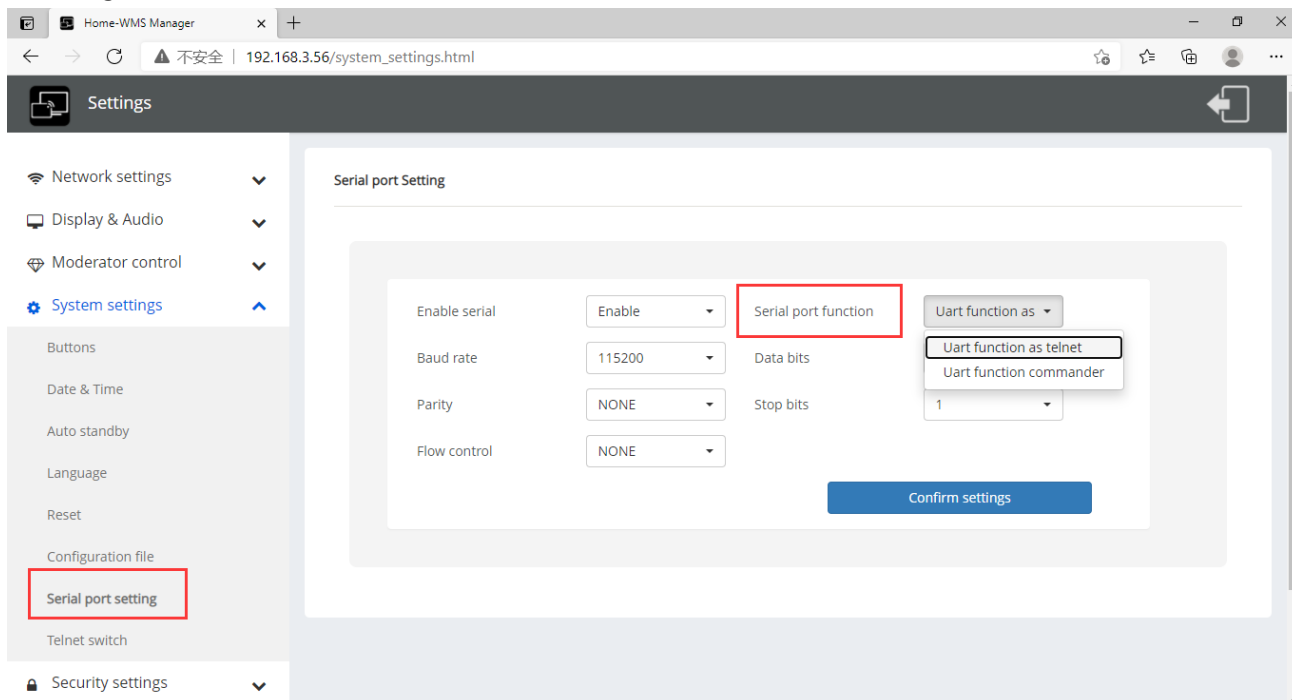 Home-WMS Manager
不安全 192.168.3.56/system_settings.html
Settings
Network settings
Display & Audio
Moderator control
System settings
Buttons
Date & Time
Auto standby
Language
Reset
Configuration file
Serial port setting
Telnet switch
Security settings
Serial port Setting
Enable serial Enable Serial port function Uart function as
Uart function as telnet
Baud rate 115200 Data bits
Uart function commander
Parity NONE Stop bits 1
Flow control NONE
Confirm settings